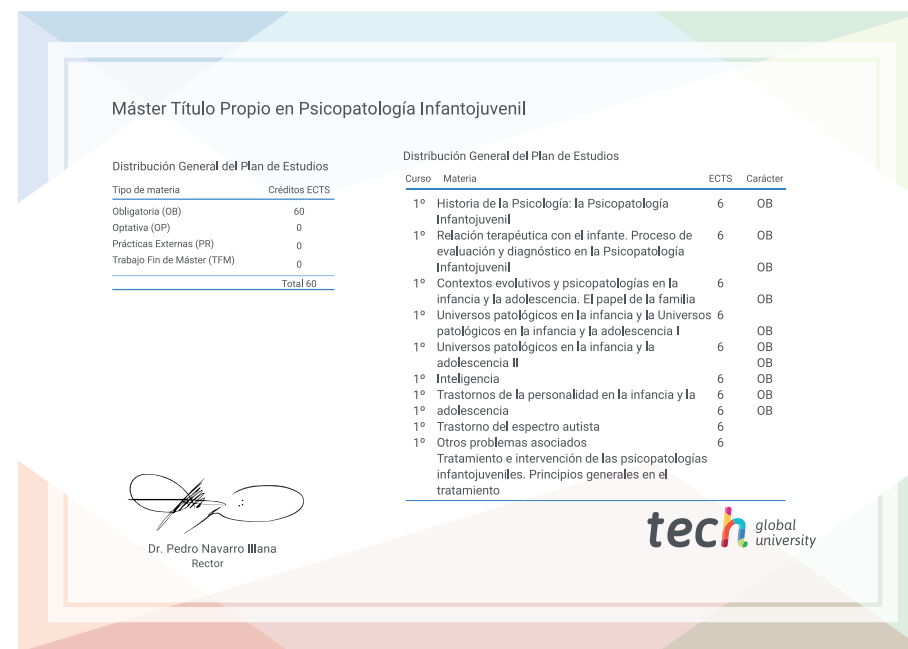 Máster Título Propio en Psicopatología Infantojuvenil
Distribución General del Plan de Estudios
Tipo de materia Créditos ECTS
Obligatoria (OB) 60
Optativa (OP) 0
Prácticas Externas (PR) 0
Trabajo Fin de Máster (TFM) 0
Total 60
Distribución General del Plan de Estudios
Curso Materia ECTS Carácter
1º Historia de la Psicología: la Psicopatología 6 OB
Infantojuvenil
1º Relación terapéutica con el infante. Proceso de 6 OB
evaluación y diagnóstico en la Psicopatología
Infantojuvenil OB
1º Contextos evolutivos y psicopatologías en la 6
infancia y la adolescencia. El papel de la familia OB
1º Universos patológicos en la infancia y la Universos 6
patológicos en la infancia y la adolescencia I OB
1º Universos patológicos en la infancia y la 6 OB
adolescencia II OB
1º Inteligencia 6 OB
1º Trastornos de la personalidad en la infancia y la 6 OB
1º adolescencia 6 OB
1º Trastorno del espectro autista 6
1º Otros problemas asociados 6
Tratamiento e intervención de las psicopatologías
infantojuveniles. Principios generales en el
tratamiento
Dr. Pedro Navarro Illana
Rector
tech global
university